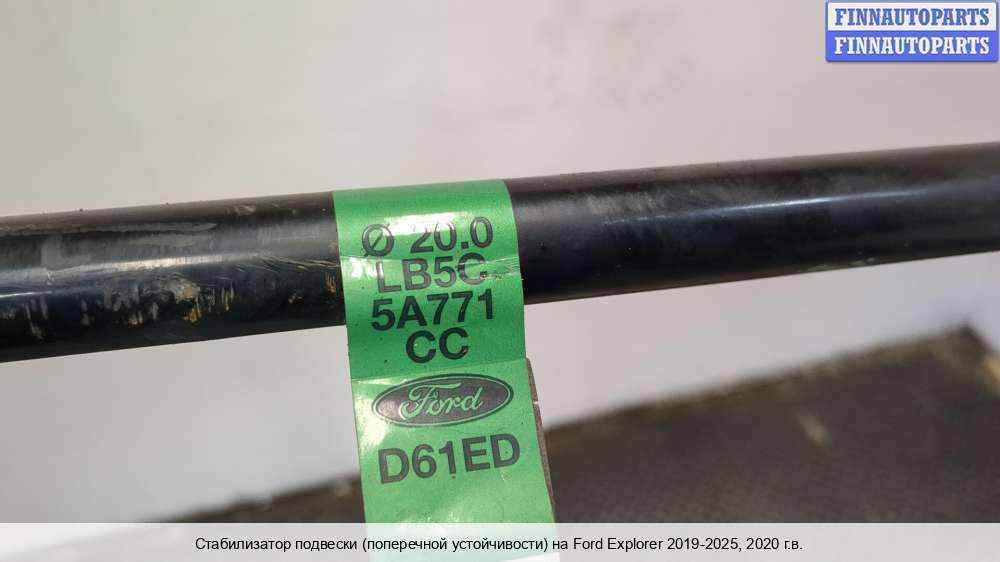 FINNAUTOPARTS
FINNAUTOPARTS
Ø 20.0
LB5C
5A771
CC
Ford
D61ED
Стабилизатор подвески (поперечной устойчивости) на Ford Explorer 2019-2025, 2020 г.в.